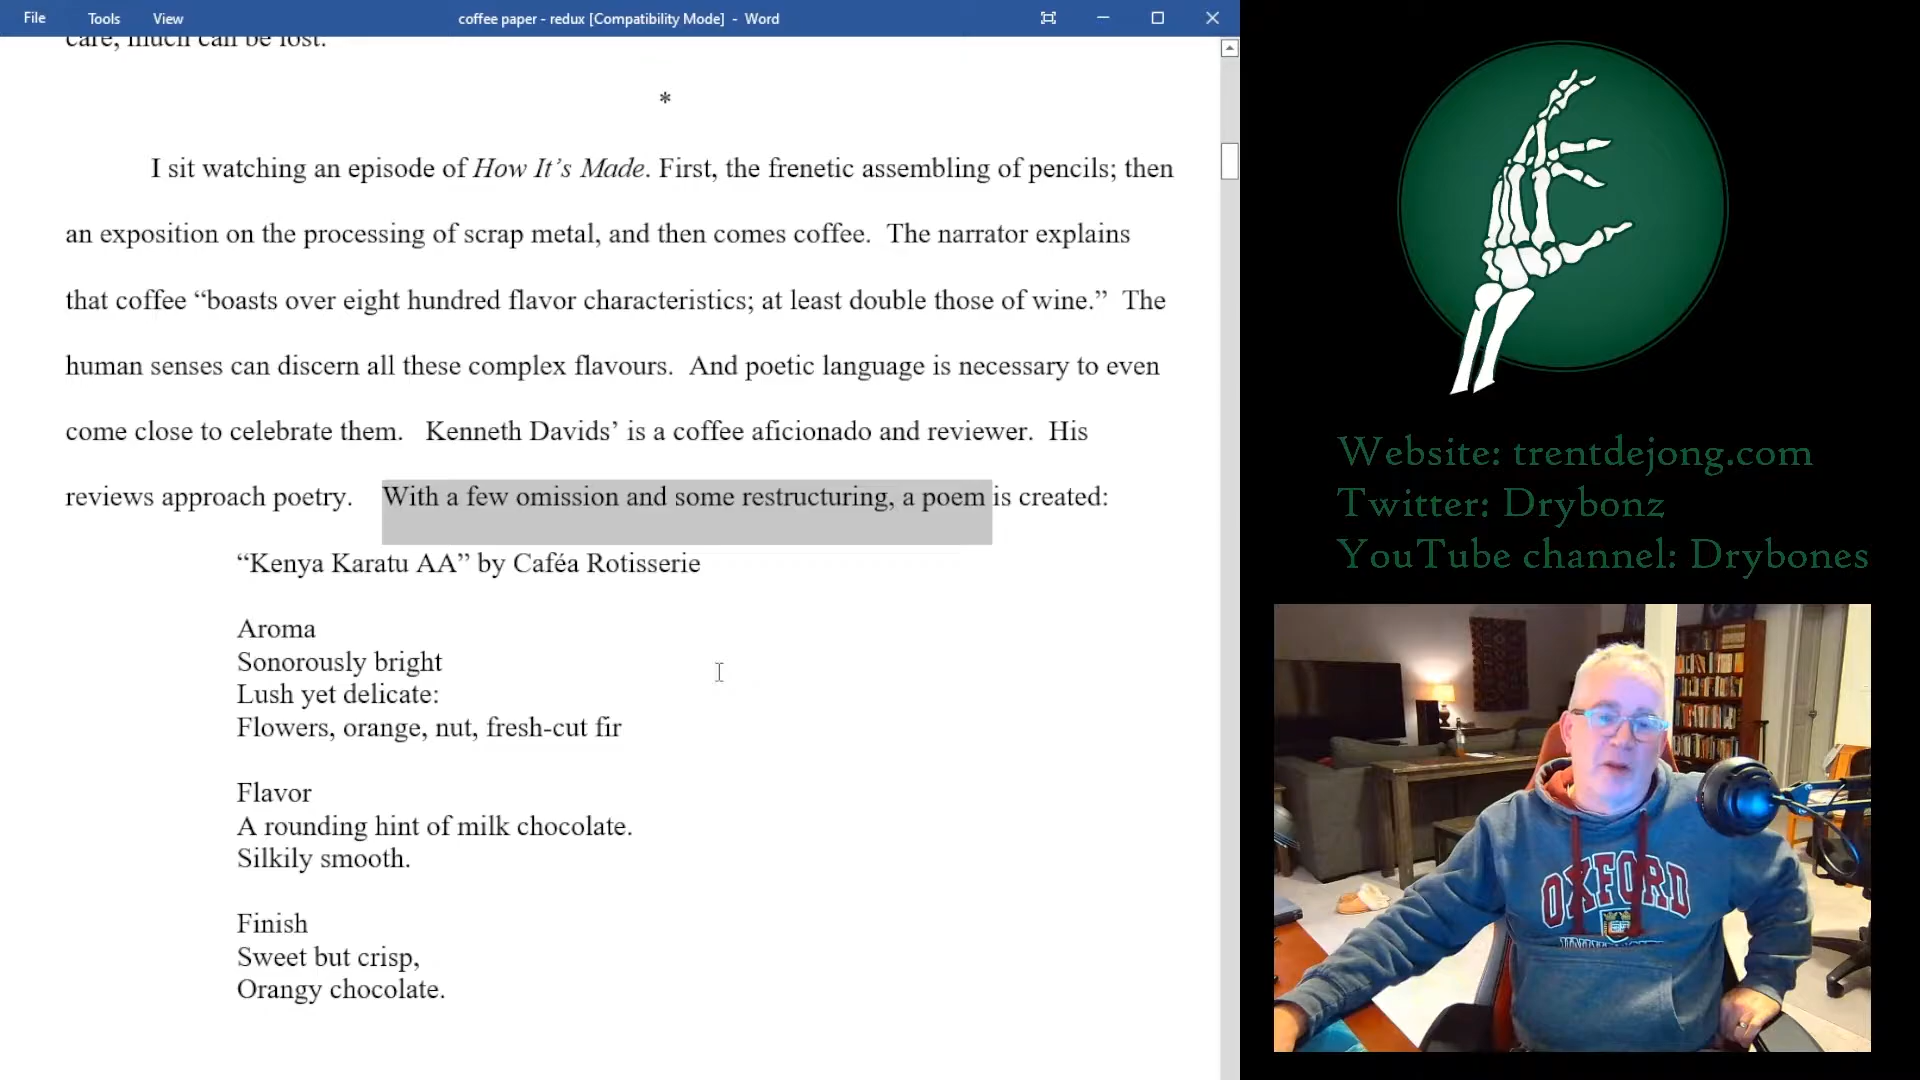 File Tools View coffee paper - redux [Compatibility Mode] - Word
care, much can be lost.
*
I sit watching an episode of How It’s Made. First, the frenetic assembling of pencils; then
an exposition on the processing of scrap metal, and then comes coffee. The narrator explains
that coffee “boasts over eight hundred flavor characteristics; at least double those of wine.” The
human senses can discern all these complex flavours. And poetic language is necessary to even
come close to celebrate them. Kenneth Davids’ is a coffee aficionado and reviewer. His
reviews approach poetry. With a few omission and some restructuring, a poem is created:
“Kenya Karatu AA” by Caféa Rotisserie
Aroma
Sonorously bright
Lush yet delicate:
Flowers, orange, nut, fresh-cut fir
Flavor
A rounding hint of milk chocolate.
Silkily smooth.
Finish
Sweet but crisp,
Orangy chocolate.
Website: trentdejong.com
Twitter: Drybonz
YouTube channel: Drybones
OXFORD